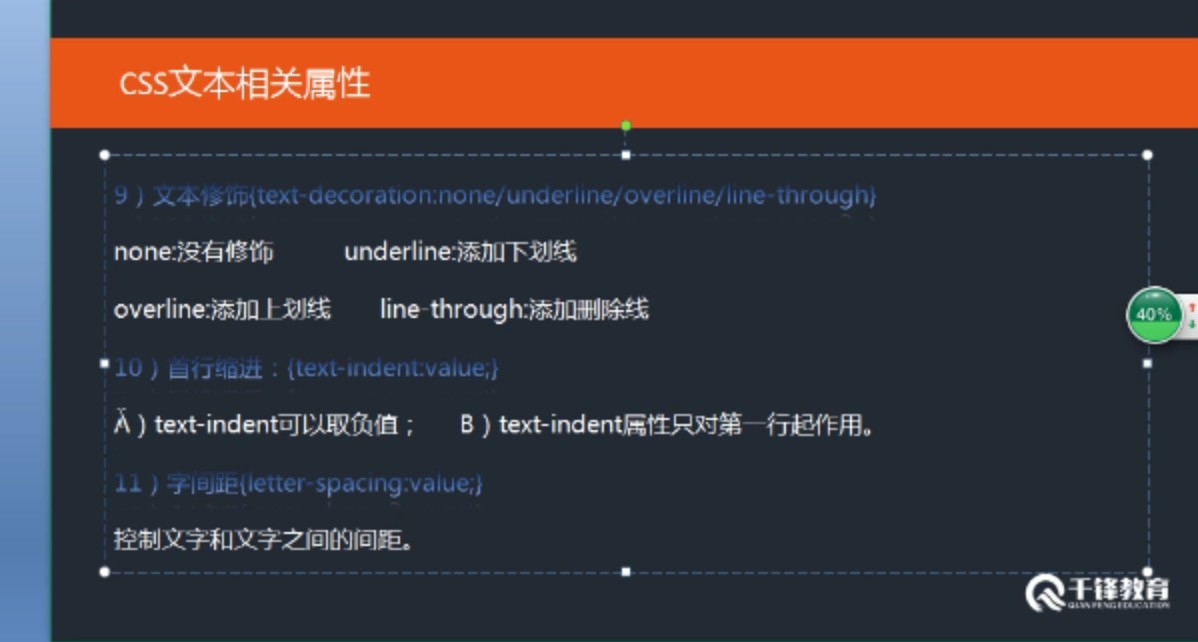 CSS文本相关属性
9）文本修饰{text-decoration:none/underline/overline/line-through}
none:没有修饰 underline:添加下划线
overline:添加上划线 line-through:添加删除线
10）首行缩进：{text-indent:value;}
A）text-indent可以取负值； B）text-indent属性只对第一行起作用。
11）字间距{letter-spacing:value;}
控制文字和文字之间的间距。
40%
千锋教育
QIAN FENG EDUCATION